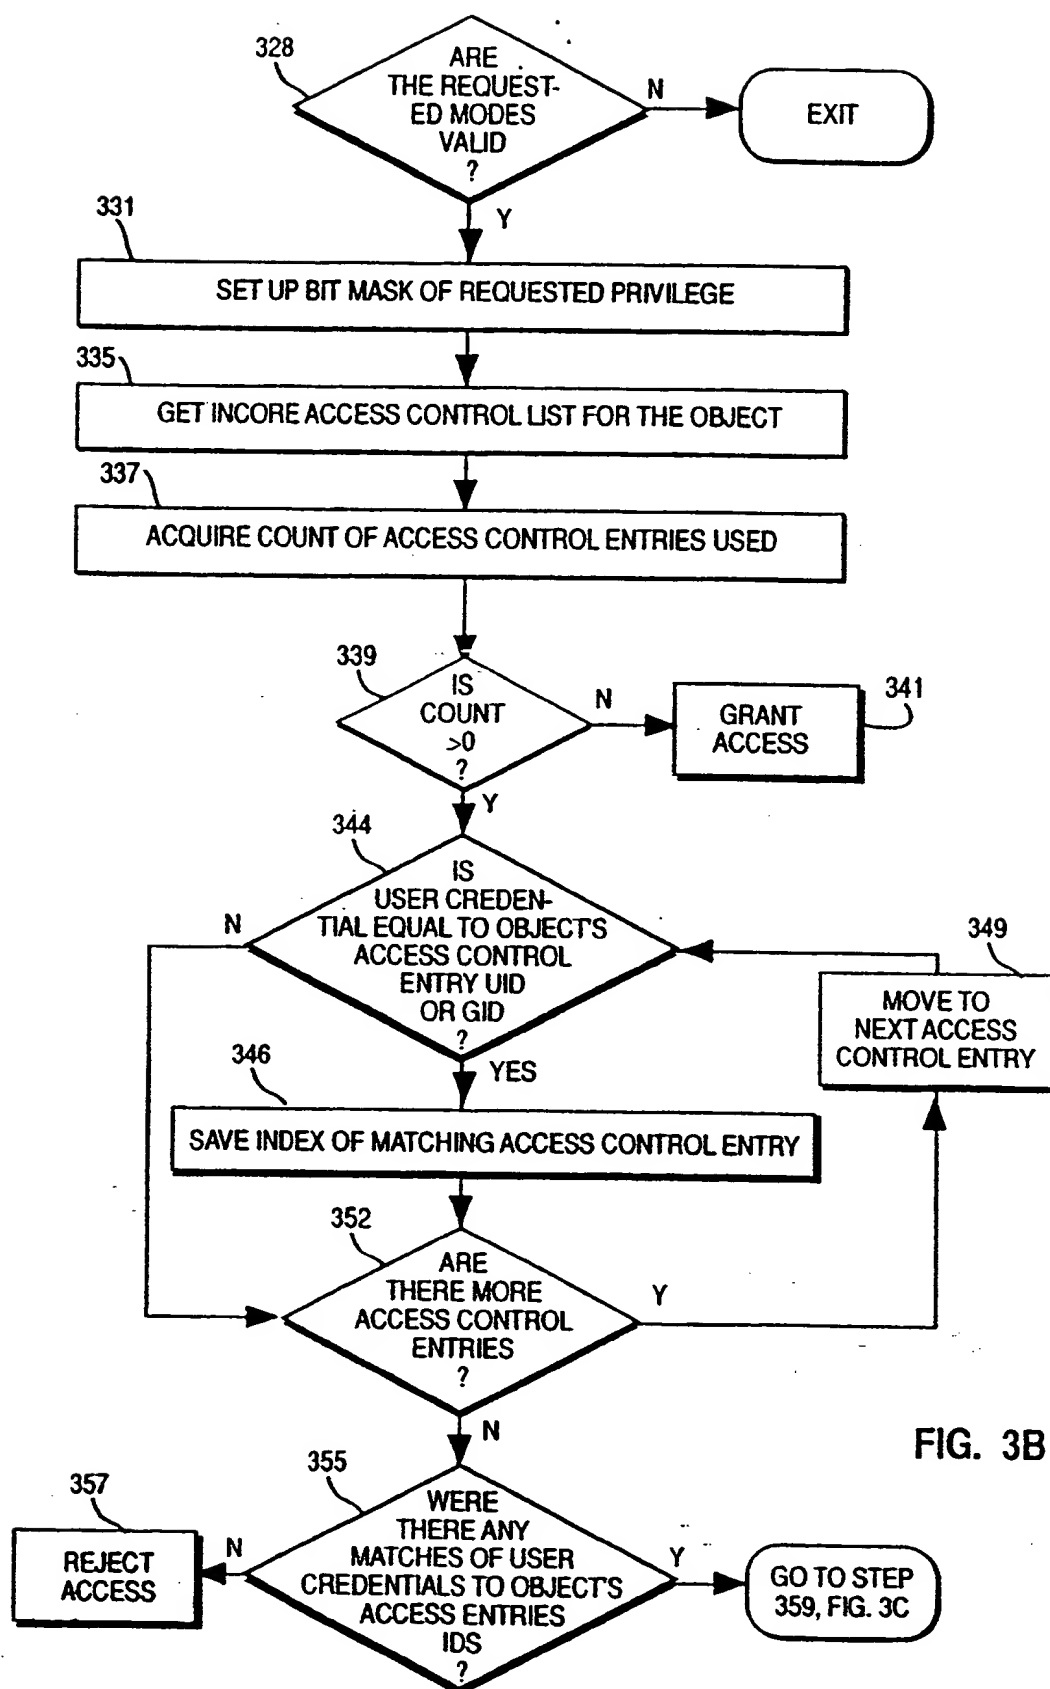 328
ARE
THE REQUEST-
ED MODES
VALID
?
N
EXIT
Y
331
SET UP BIT MASK OF REQUESTED PRIVILEGE
335
GET INCORE ACCESS CONTROL LIST FOR THE OBJECT
337
ACQUIRE COUNT OF ACCESS CONTROL ENTRIES USED
339
IS
COUNT
>0
?
N
GRANT
ACCESS
341
Y
344
IS
USER CREDEN-
TIAL EQUAL TO OBJECT'S
ACCESS CONTROL
ENTRY UID
OR GID
?
N
349
MOVE TO
NEXT ACCESS
CONTROL ENTRY
YES
346
SAVE INDEX OF MATCHING ACCESS CONTROL ENTRY
352
ARE
THERE MORE
ACCESS CONTROL
ENTRIES
?
Y
N
FIG. 3B
355
WERE
THERE ANY
MATCHES OF USER
CREDENTIALS TO OBJECT'S
ACCESS ENTRIES
IDS
?
N
357
REJECT
ACCESS
Y
GO TO STEP
359, FIG. 3C